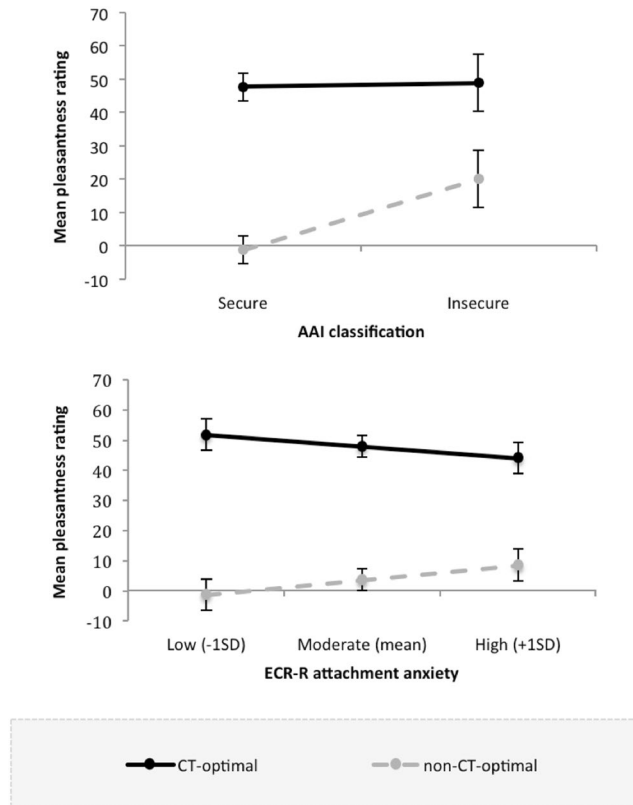 70
60
50
40
30
20
10
0
-10
Mean pleasantness rating
Secure Insecure
AAI classification
70
60
50
40
30
20
10
0
-10
Mean pleasantness rating
Low (-1SD) Moderate (mean) High (+1SD)
ECR-R attachment anxiety
CT-optimal non-CT-optimal